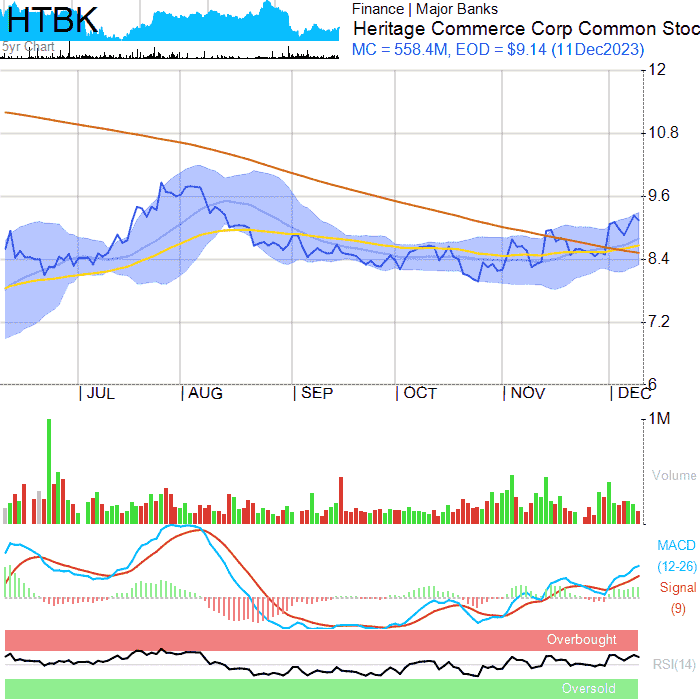 HTBK
5yr Chart
Finance | Major Banks
Heritage Commerce Corp Common Stoc
MC = 558.4M, EOD = $9.14 (11Dec2023)
12
10.8
9.6
8.4
7.2
6
| JUL | AUG | SEP | OCT | NOV | DEC
1M
Volume
MACD
(12-26)
Signal
(9)
Overbought
RSI(14)
Oversold